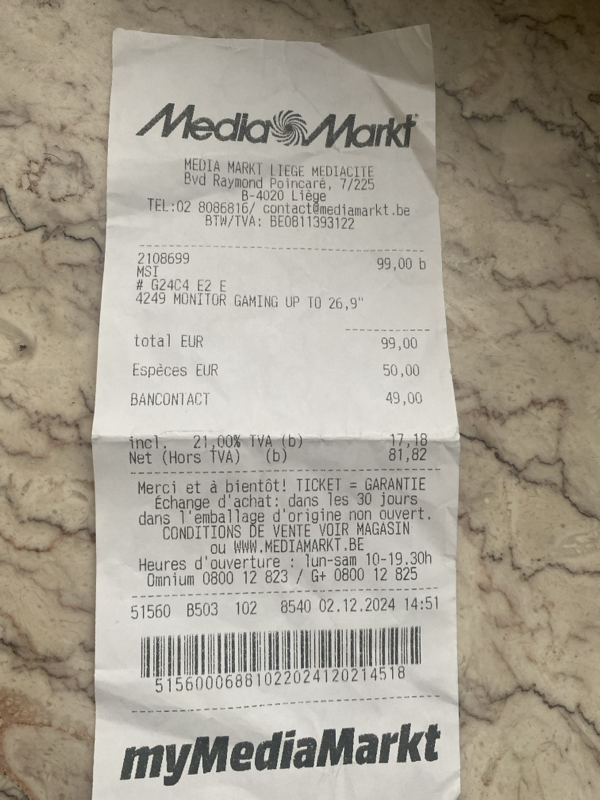 Media Markt
MEDIA MARKT LIEGE MEDIACITE
Bvd Raymond Poincaré, 7/225
B-4020 Liège
TEL:02 8086816/ contact@mediamarkt.be
BTW/TVA: BE0811393122
2108699 99,00 b
MSI
# G24C4 E2 E
4249 MONITOR GAMING UP TO 26,9"
total EUR 99,00
Espèces EUR 50,00
BANCONTACT 49,00
incl. 21,00% TVA (b) 17,18
Net (Hors TVA) (b) 81,82
Merci et à bientôt! TICKET = GARANTIE
Échange d'achat: dans les 30 jours
dans l'emballage d'origine non ouvert.
CONDITIONS DE VENTE VOIR MAGASIN
ou WWW.MEDIAMARKT.BE
Heures d'ouverture : lun-sam 10-19.30h
Omnium 0800 12 823 / G+ 0800 12 825
51560 B503 102 8540 02.12.2024 14:51
51560006881022024120214518
myMediaMarkt